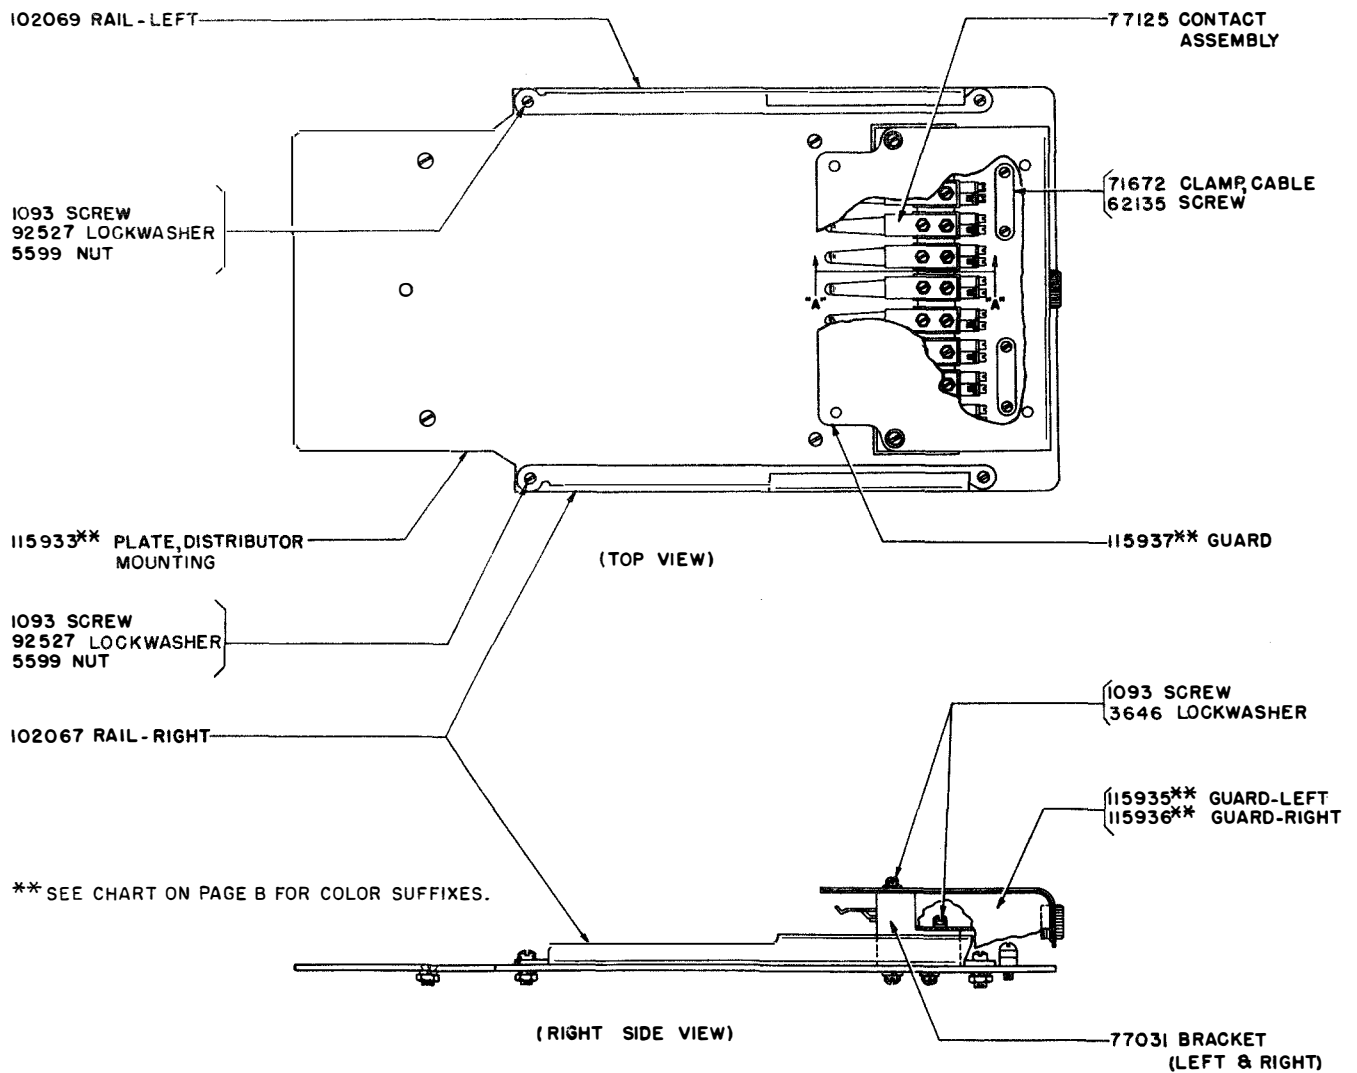 102069 RAIL-LEFT
77125 CONTACT
ASSEMBLY
71672 CLAMP, CABLE
62135 SCREW
1093 SCREW
92527 LOCKWASHER
5599 NUT
"A"
"A"
115933** PLATE, DISTRIBUTOR
MOUNTING
(TOP VIEW)
115937** GUARD
1093 SCREW
92527 LOCKWASHER
5599 NUT
1093 SCREW
3646 LOCKWASHER
102067 RAIL-RIGHT
115935** GUARD-LEFT
115936** GUARD-RIGHT
** SEE CHART ON PAGE B FOR COLOR SUFFIXES.
(RIGHT SIDE VIEW)
77031 BRACKET
(LEFT & RIGHT)